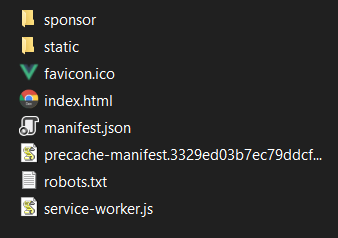 sponsor
static
favicon.ico
index.html
manifest.json
precache-manifest.3329ed03b7ec79ddcf...
robots.txt
service-worker.js